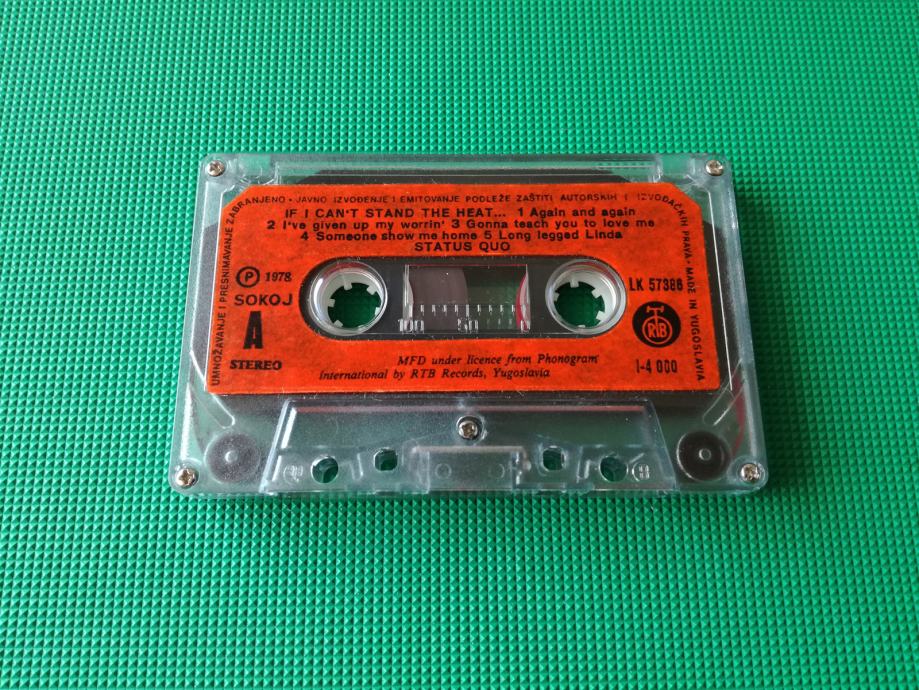 UMNOŽAVANJE I PRESNIMAVANJE ZABRANJENO • JAVNO IZVOĐENJE I EMITOVANJE PODLEŽE ZAŠTITI AUTORSKIH I IZVOĐAČKIH PRAVA • MADE IN YUGOSLAVIA
IF I CAN'T STAND THE HEAT... 1 Again and again
2 I've given up my worrin' 3 Gonna teach you to love me
4 Someone show me home 5 Long legged Linda
STATUS QUO
P 1978
LK 57386
SOKOJ
A
RTB
100 50
STEREO
1-4 000
MFD under licence from Phonogram
International by RTB Records, Yugoslavia